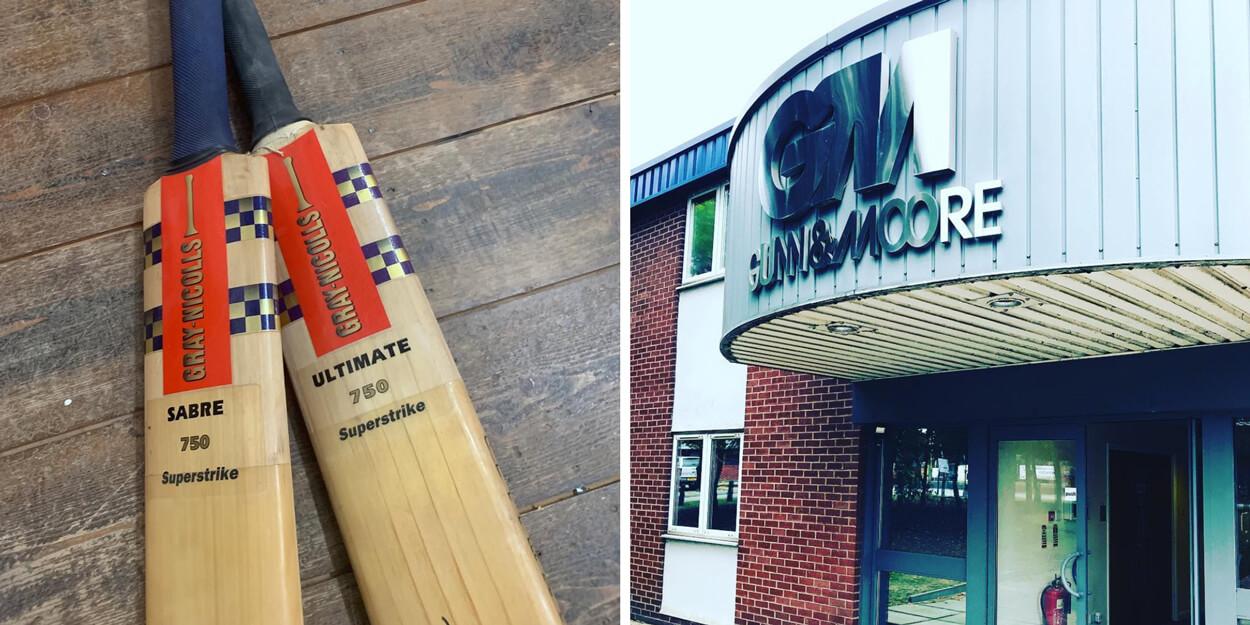 GRAY-NICOLLS
SABRE
750
Superstrike
GRAY-NICOLLS
ULTIMATE
750
Superstrike
GM
GUNN & MOORE